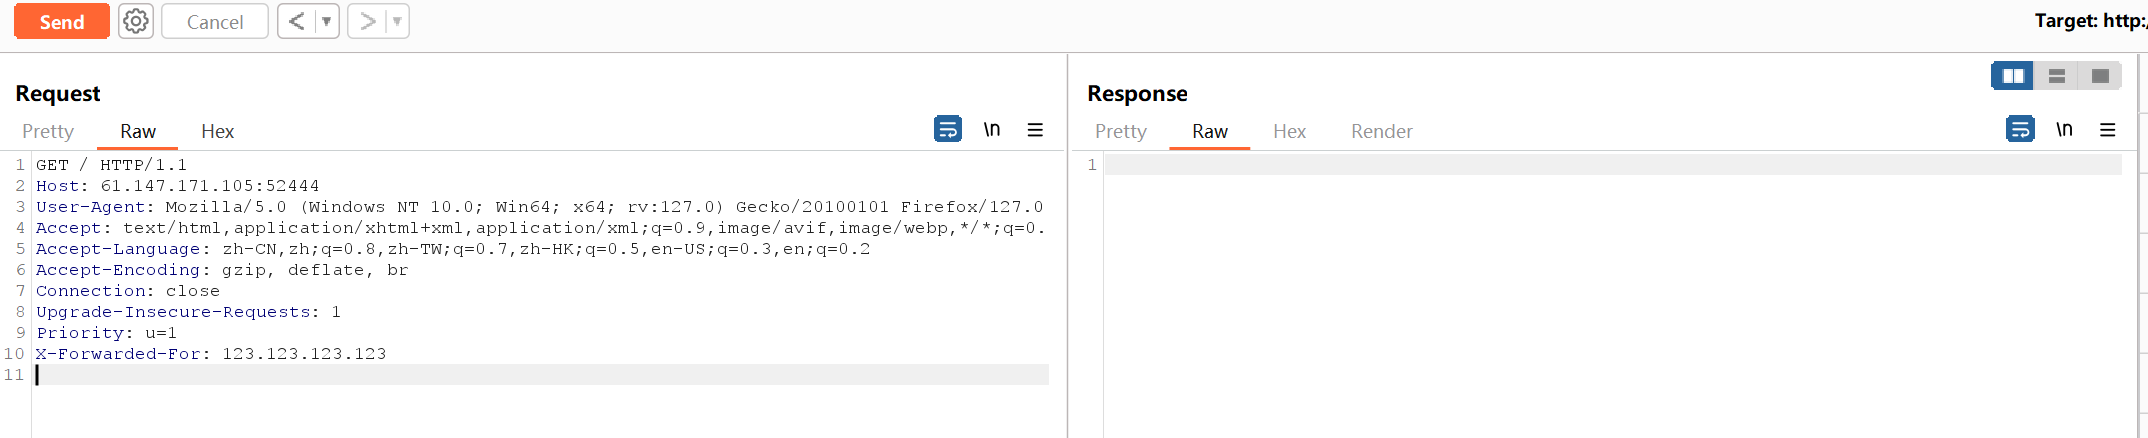 Send Cancel < ▼ > ▼ Target: http:/
Request
Pretty Raw Hex \n
1 GET / HTTP/1.1
2 Host: 61.147.171.105:52444
3 User-Agent: Mozilla/5.0 (Windows NT 10.0; Win64; x64; rv:127.0) Gecko/20100101 Firefox/127.0
4 Accept: text/html,application/xhtml+xml,application/xml;q=0.9,image/avif,image/webp,*/*;q=0.
5 Accept-Language: zh-CN,zh;q=0.8,zh-TW;q=0.7,zh-HK;q=0.5,en-US;q=0.3,en;q=0.2
6 Accept-Encoding: gzip, deflate, br
7 Connection: close
8 Upgrade-Insecure-Requests: 1
9 Priority: u=1
10 X-Forwarded-For: 123.123.123.123
11
Response
Pretty Raw Hex Render \n
1